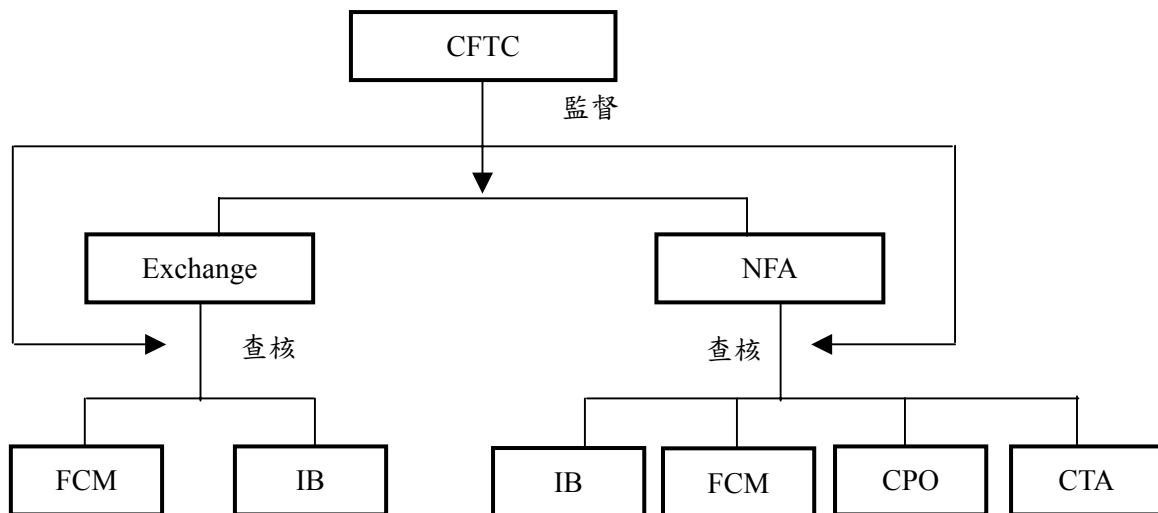 CFTC
監督
Exchange
NFA
查核
查核
FCM
IB
IB
FCM
CPO
CTA